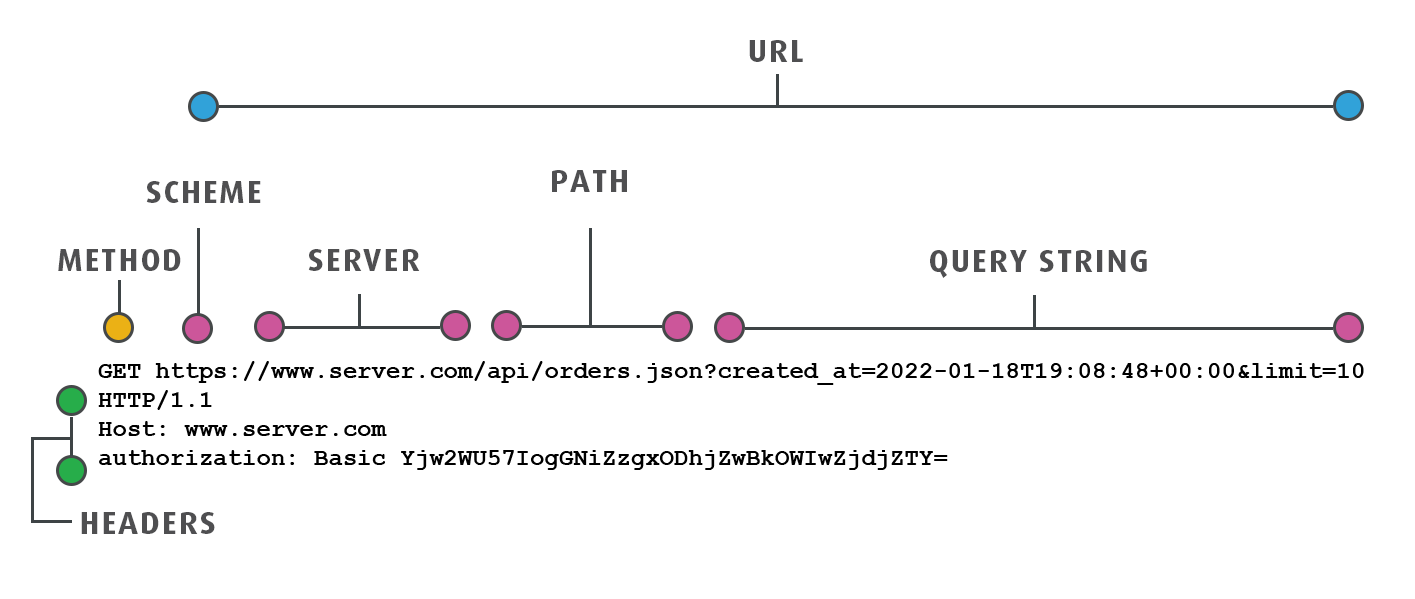 URL
SCHEME
PATH
METHOD
SERVER
QUERY STRING
GET https://www.server.com/api/orders.json?created_at=2022-01-18T19:08:48+00:00&limit=10
HTTP/1.1
Host: www.server.com
authorization: Basic Yjw2WU57IogGNiZzgxODhjZwBkOWIwZjdjZTY=
HEADERS